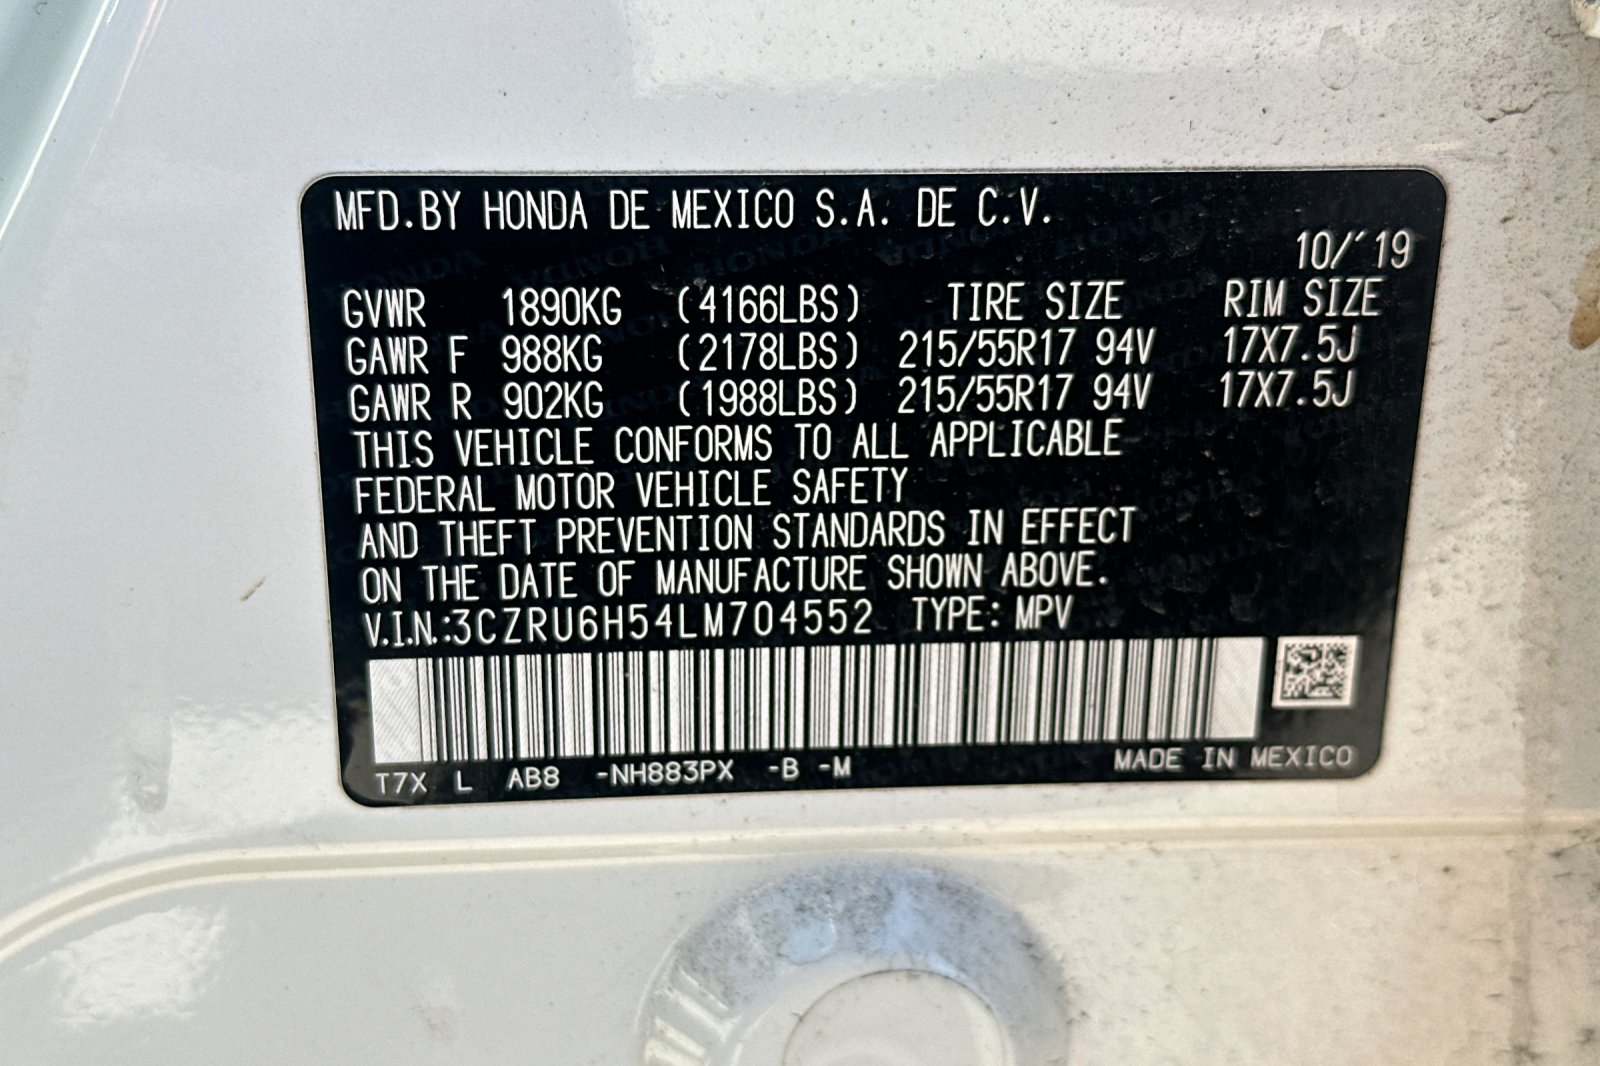 MFD.BY HONDA DE MEXICO S.A. DE C.V.
10/'19
GVWR 1890KG (4166LBS) TIRE SIZE RIM SIZE
GAWR F 988KG (2178LBS) 215/55R17 94V 17X7.5J
GAWR R 902KG (1988LBS) 215/55R17 94V 17X7.5J
THIS VEHICLE CONFORMS TO ALL APPLICABLE
FEDERAL MOTOR VEHICLE SAFETY
AND THEFT PREVENTION STANDARDS IN EFFECT
ON THE DATE OF MANUFACTURE SHOWN ABOVE.
V.I.N.:3CZRU6H54LM704552 TYPE: MPV
T7X L AB8 -NH883PX -B -M MADE IN MEXICO